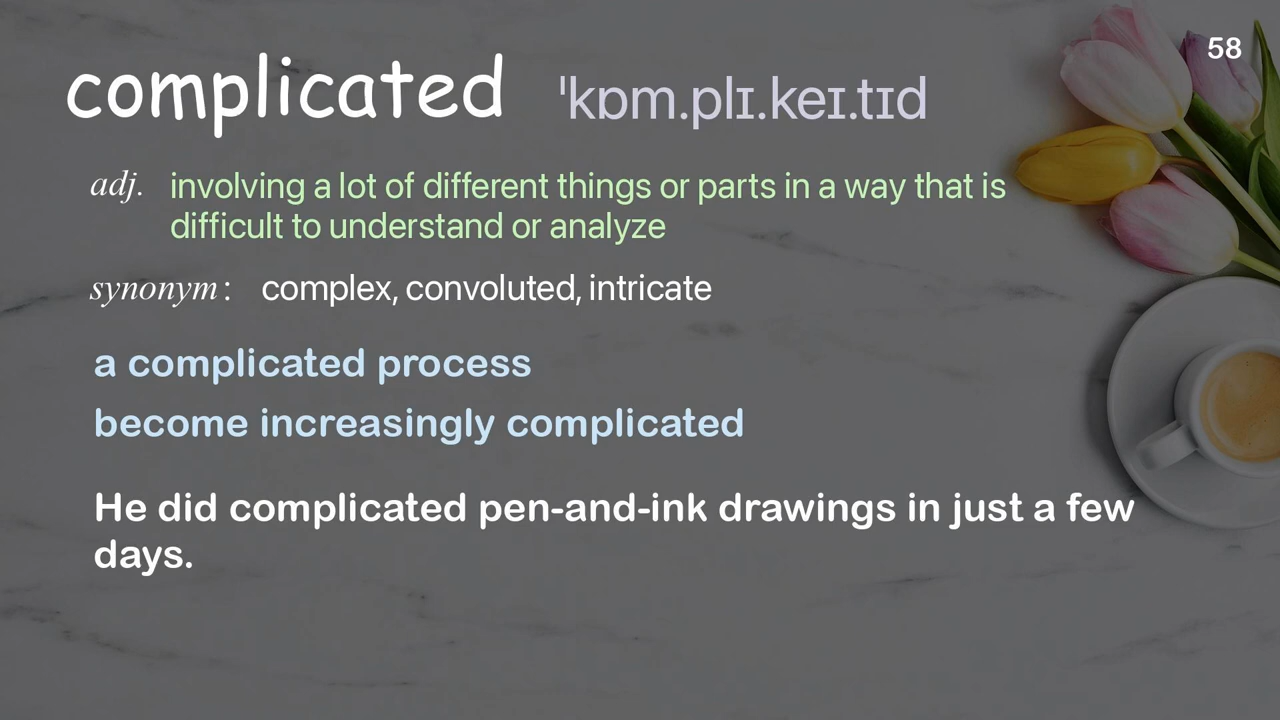 58
complicated ˈkɒm.plɪ.keɪ.tɪd
adj. involving a lot of different things or parts in a way that is
difficult to understand or analyze
synonym: complex, convoluted, intricate
a complicated process
become increasingly complicated
He did complicated pen-and-ink drawings in just a few
days.